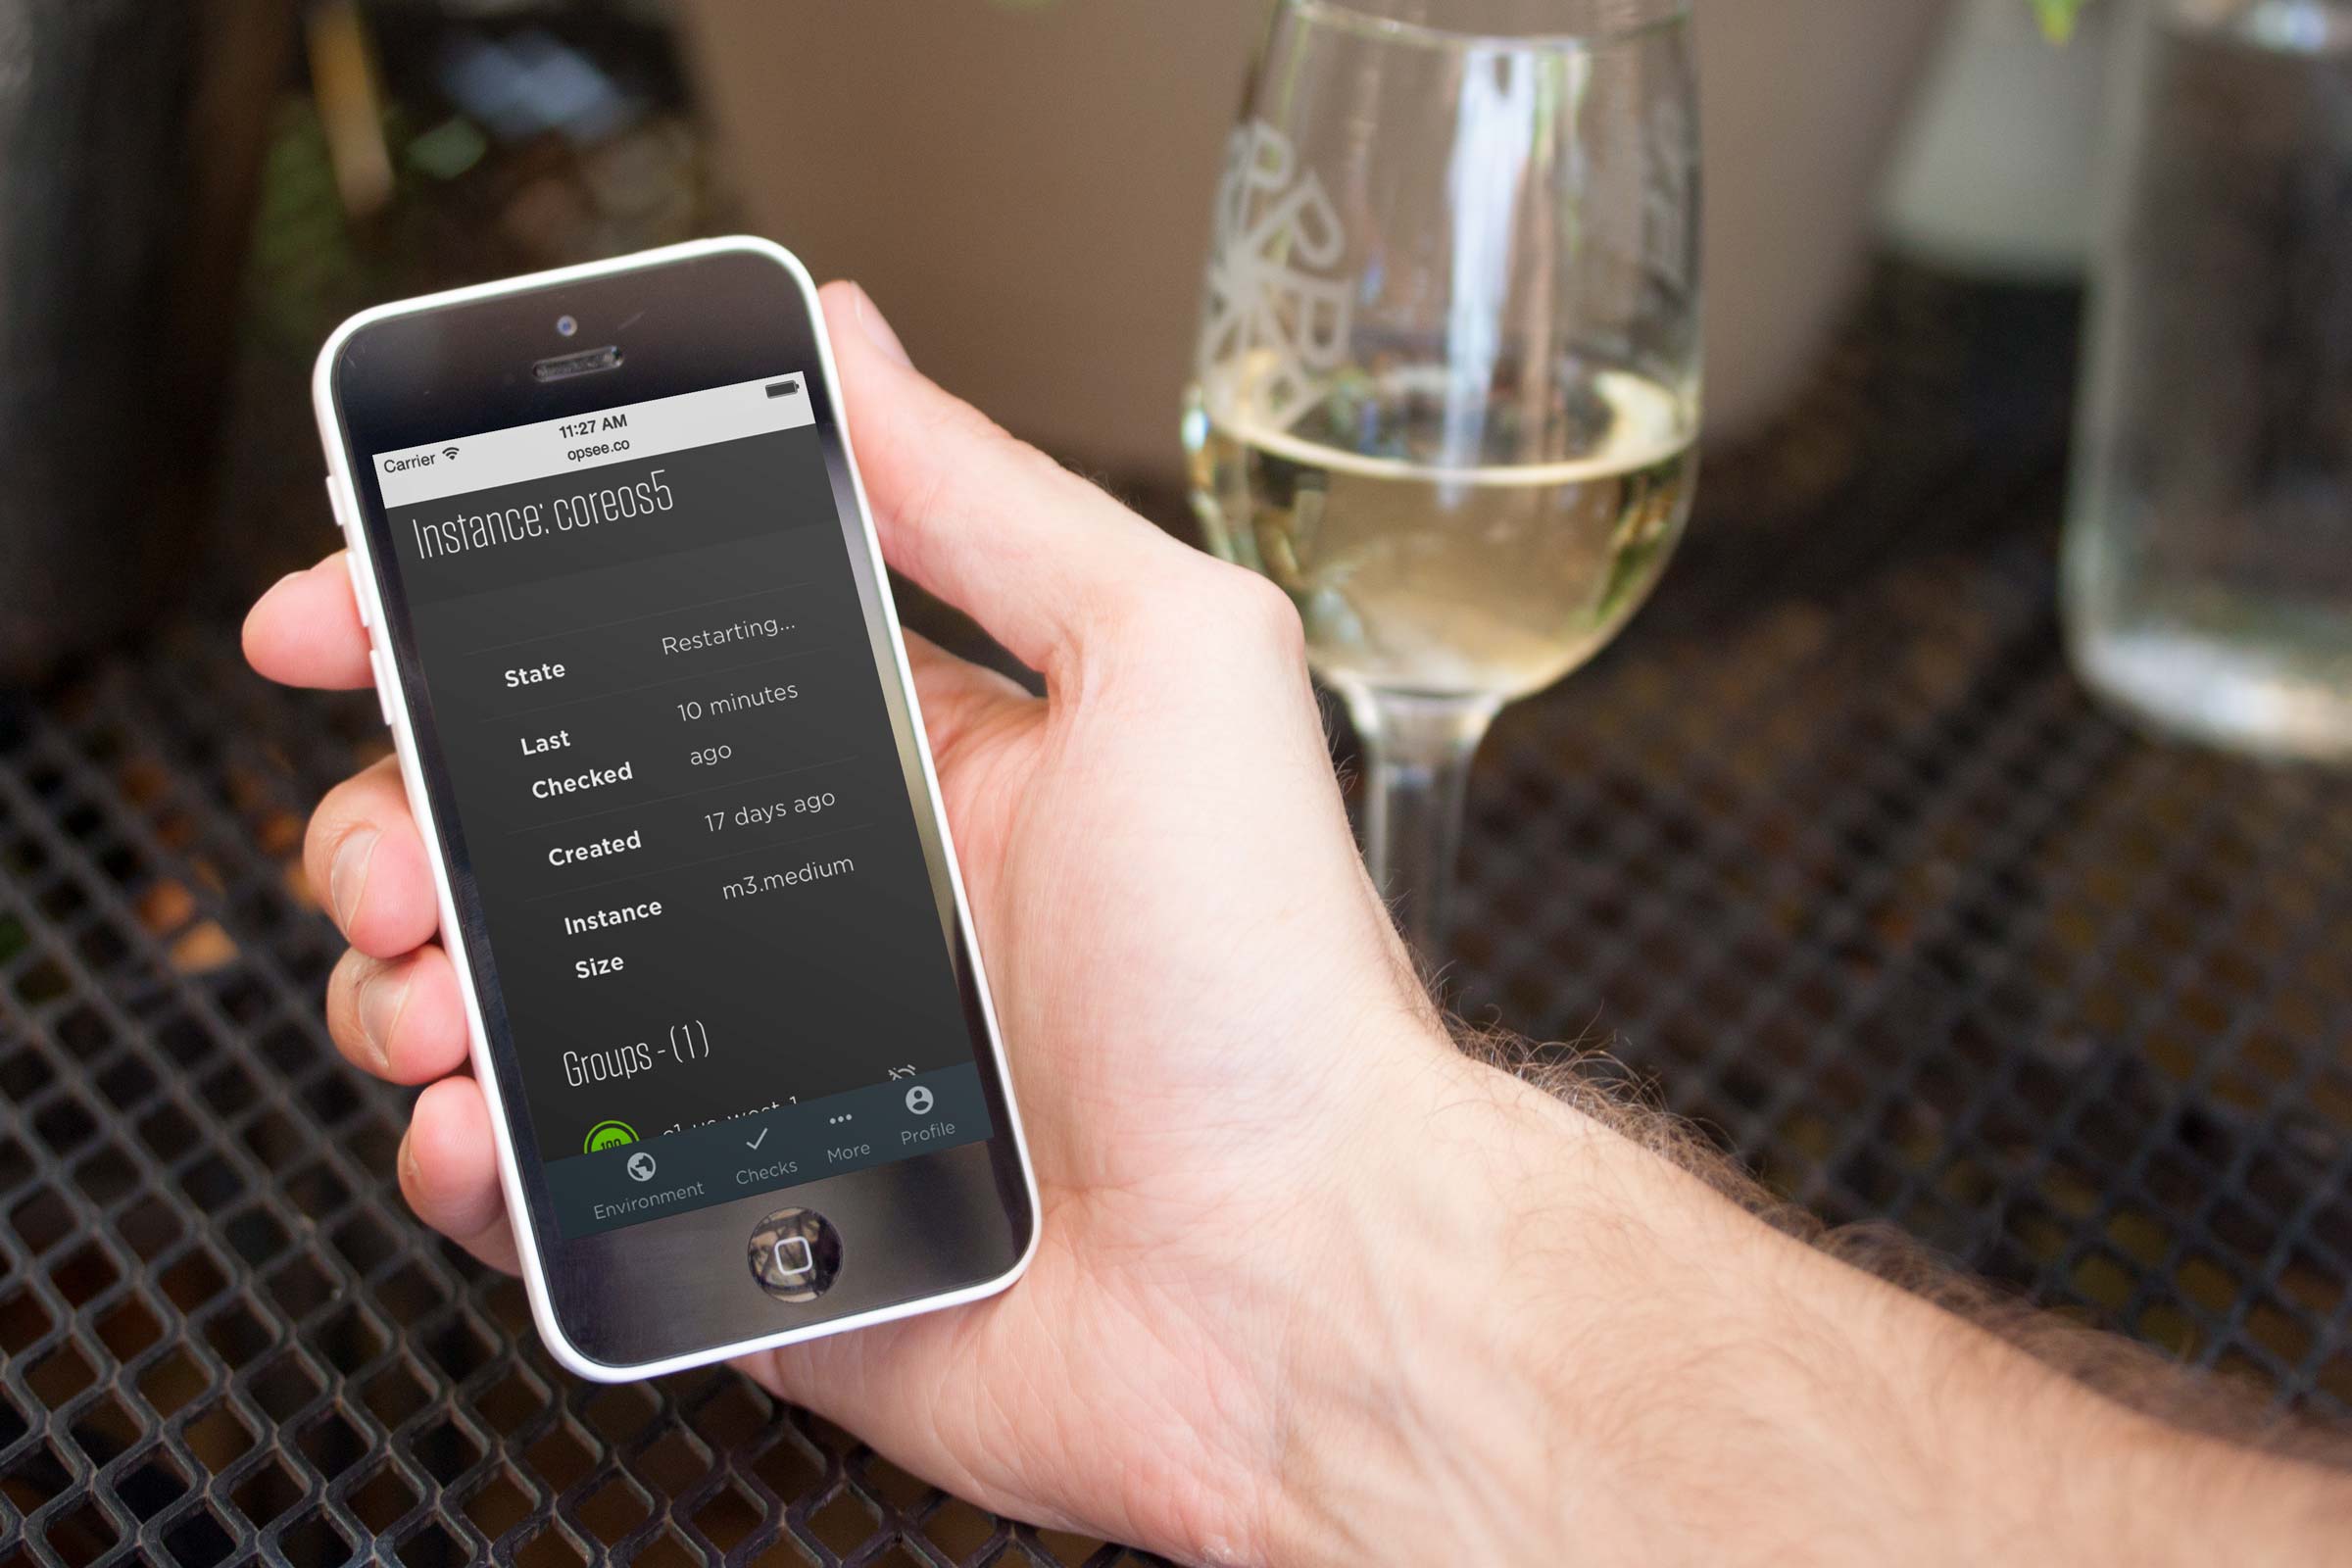 Carrier
11:27 AM
opsee.co
Instance: coreos5
State Restarting...
Last Checked 10 minutes ago
Created 17 days ago
Instance Size m3.medium
Groups - (1)
100
Environment Checks More Profile